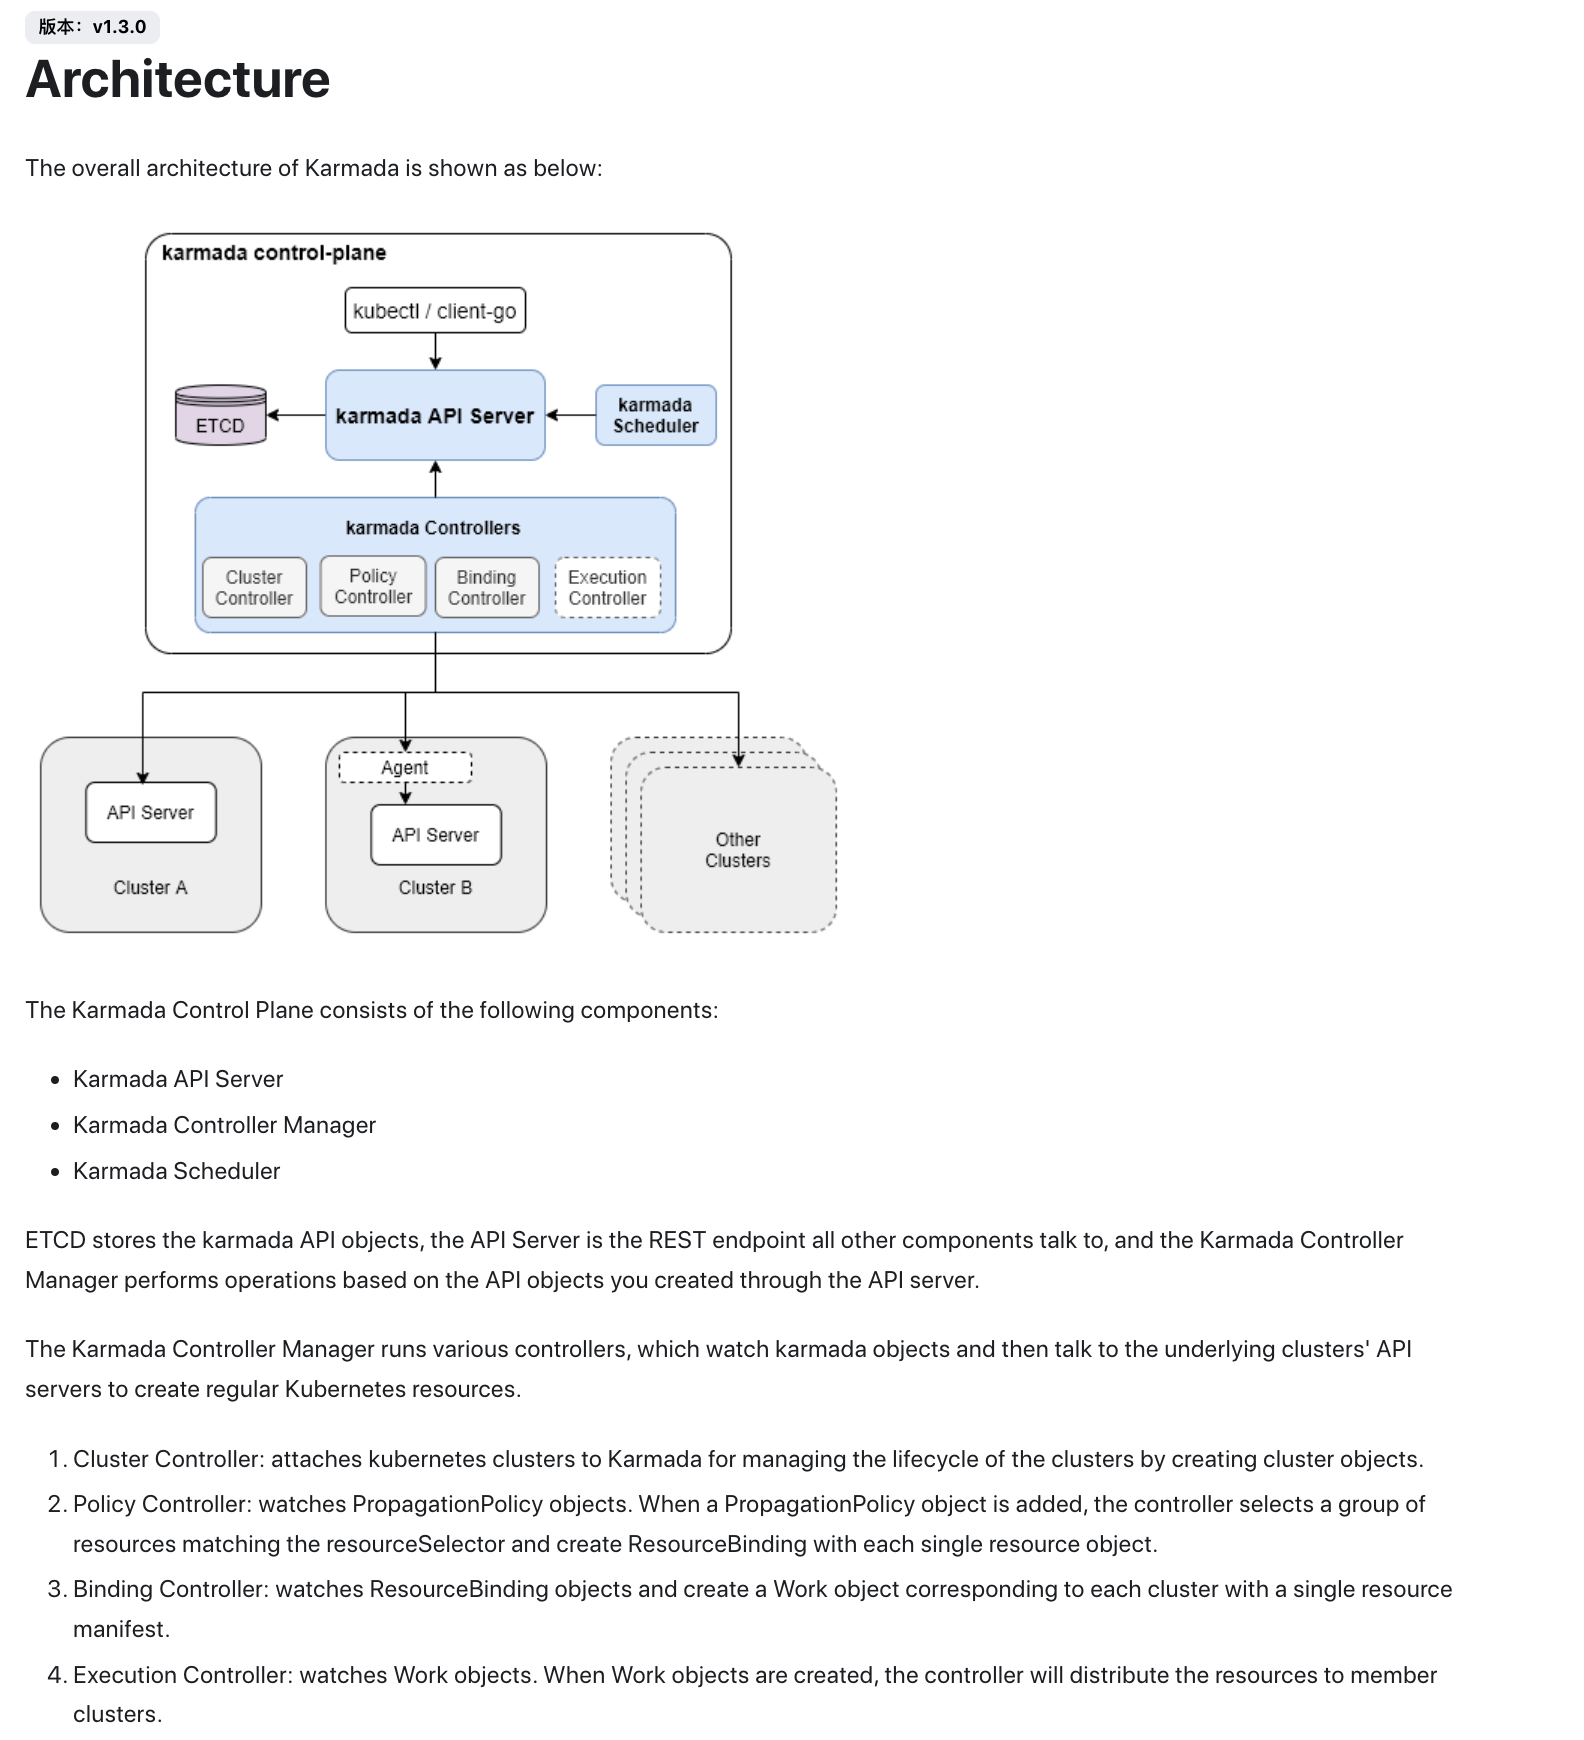 版本：v1.3.0
Architecture
The overall architecture of Karmada is shown as below:
karmada control-plane
kubectl / client-go
ETCD
karmada API Server
karmada
Scheduler
karmada Controllers
Cluster
Controller
Policy
Controller
Binding
Controller
Execution
Controller
API Server
Cluster A
Agent
API Server
Cluster B
Other
Clusters
The Karmada Control Plane consists of the following components:
• Karmada API Server
• Karmada Controller Manager
• Karmada Scheduler
ETCD stores the karmada API objects, the API Server is the REST endpoint all other components talk to, and the Karmada Controller
Manager performs operations based on the API objects you created through the API server.
The Karmada Controller Manager runs various controllers, which watch karmada objects and then talk to the underlying clusters' API
servers to create regular Kubernetes resources.
1. Cluster Controller: attaches kubernetes clusters to Karmada for managing the lifecycle of the clusters by creating cluster objects.
2. Policy Controller: watches PropagationPolicy objects. When a PropagationPolicy object is added, the controller selects a group of
resources matching the resourceSelector and create ResourceBinding with each single resource object.
3. Binding Controller: watches ResourceBinding objects and create a Work object corresponding to each cluster with a single resource
manifest.
4. Execution Controller: watches Work objects. When Work objects are created, the controller will distribute the resources to member
clusters.